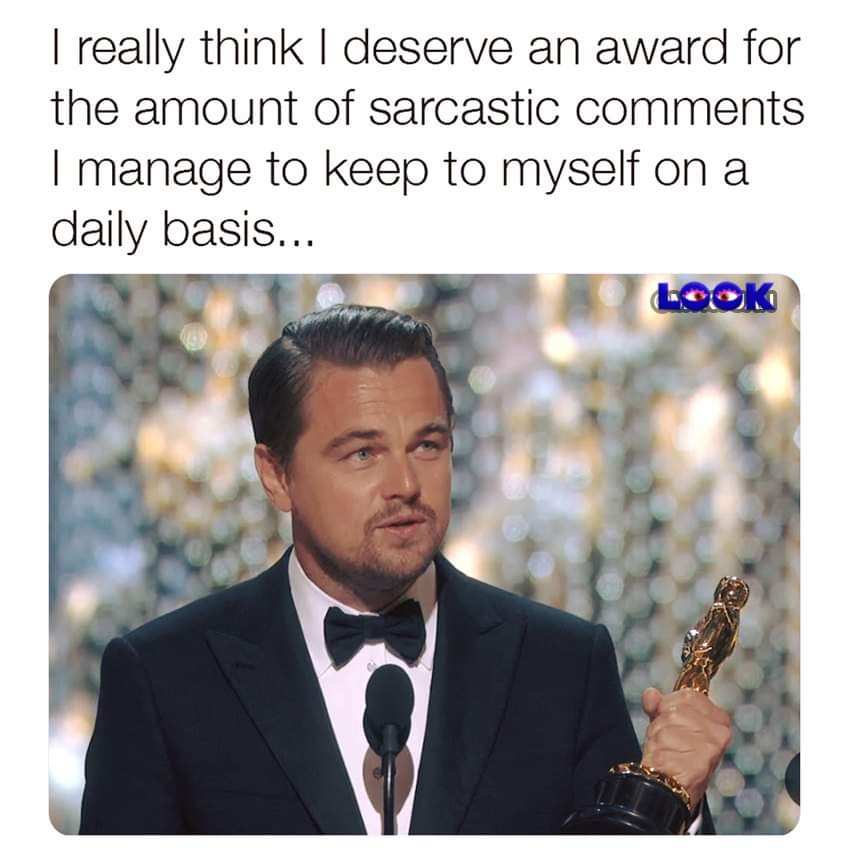 I really think I deserve an award for
the amount of sarcastic comments
I manage to keep to myself on a
daily basis...
LOOK